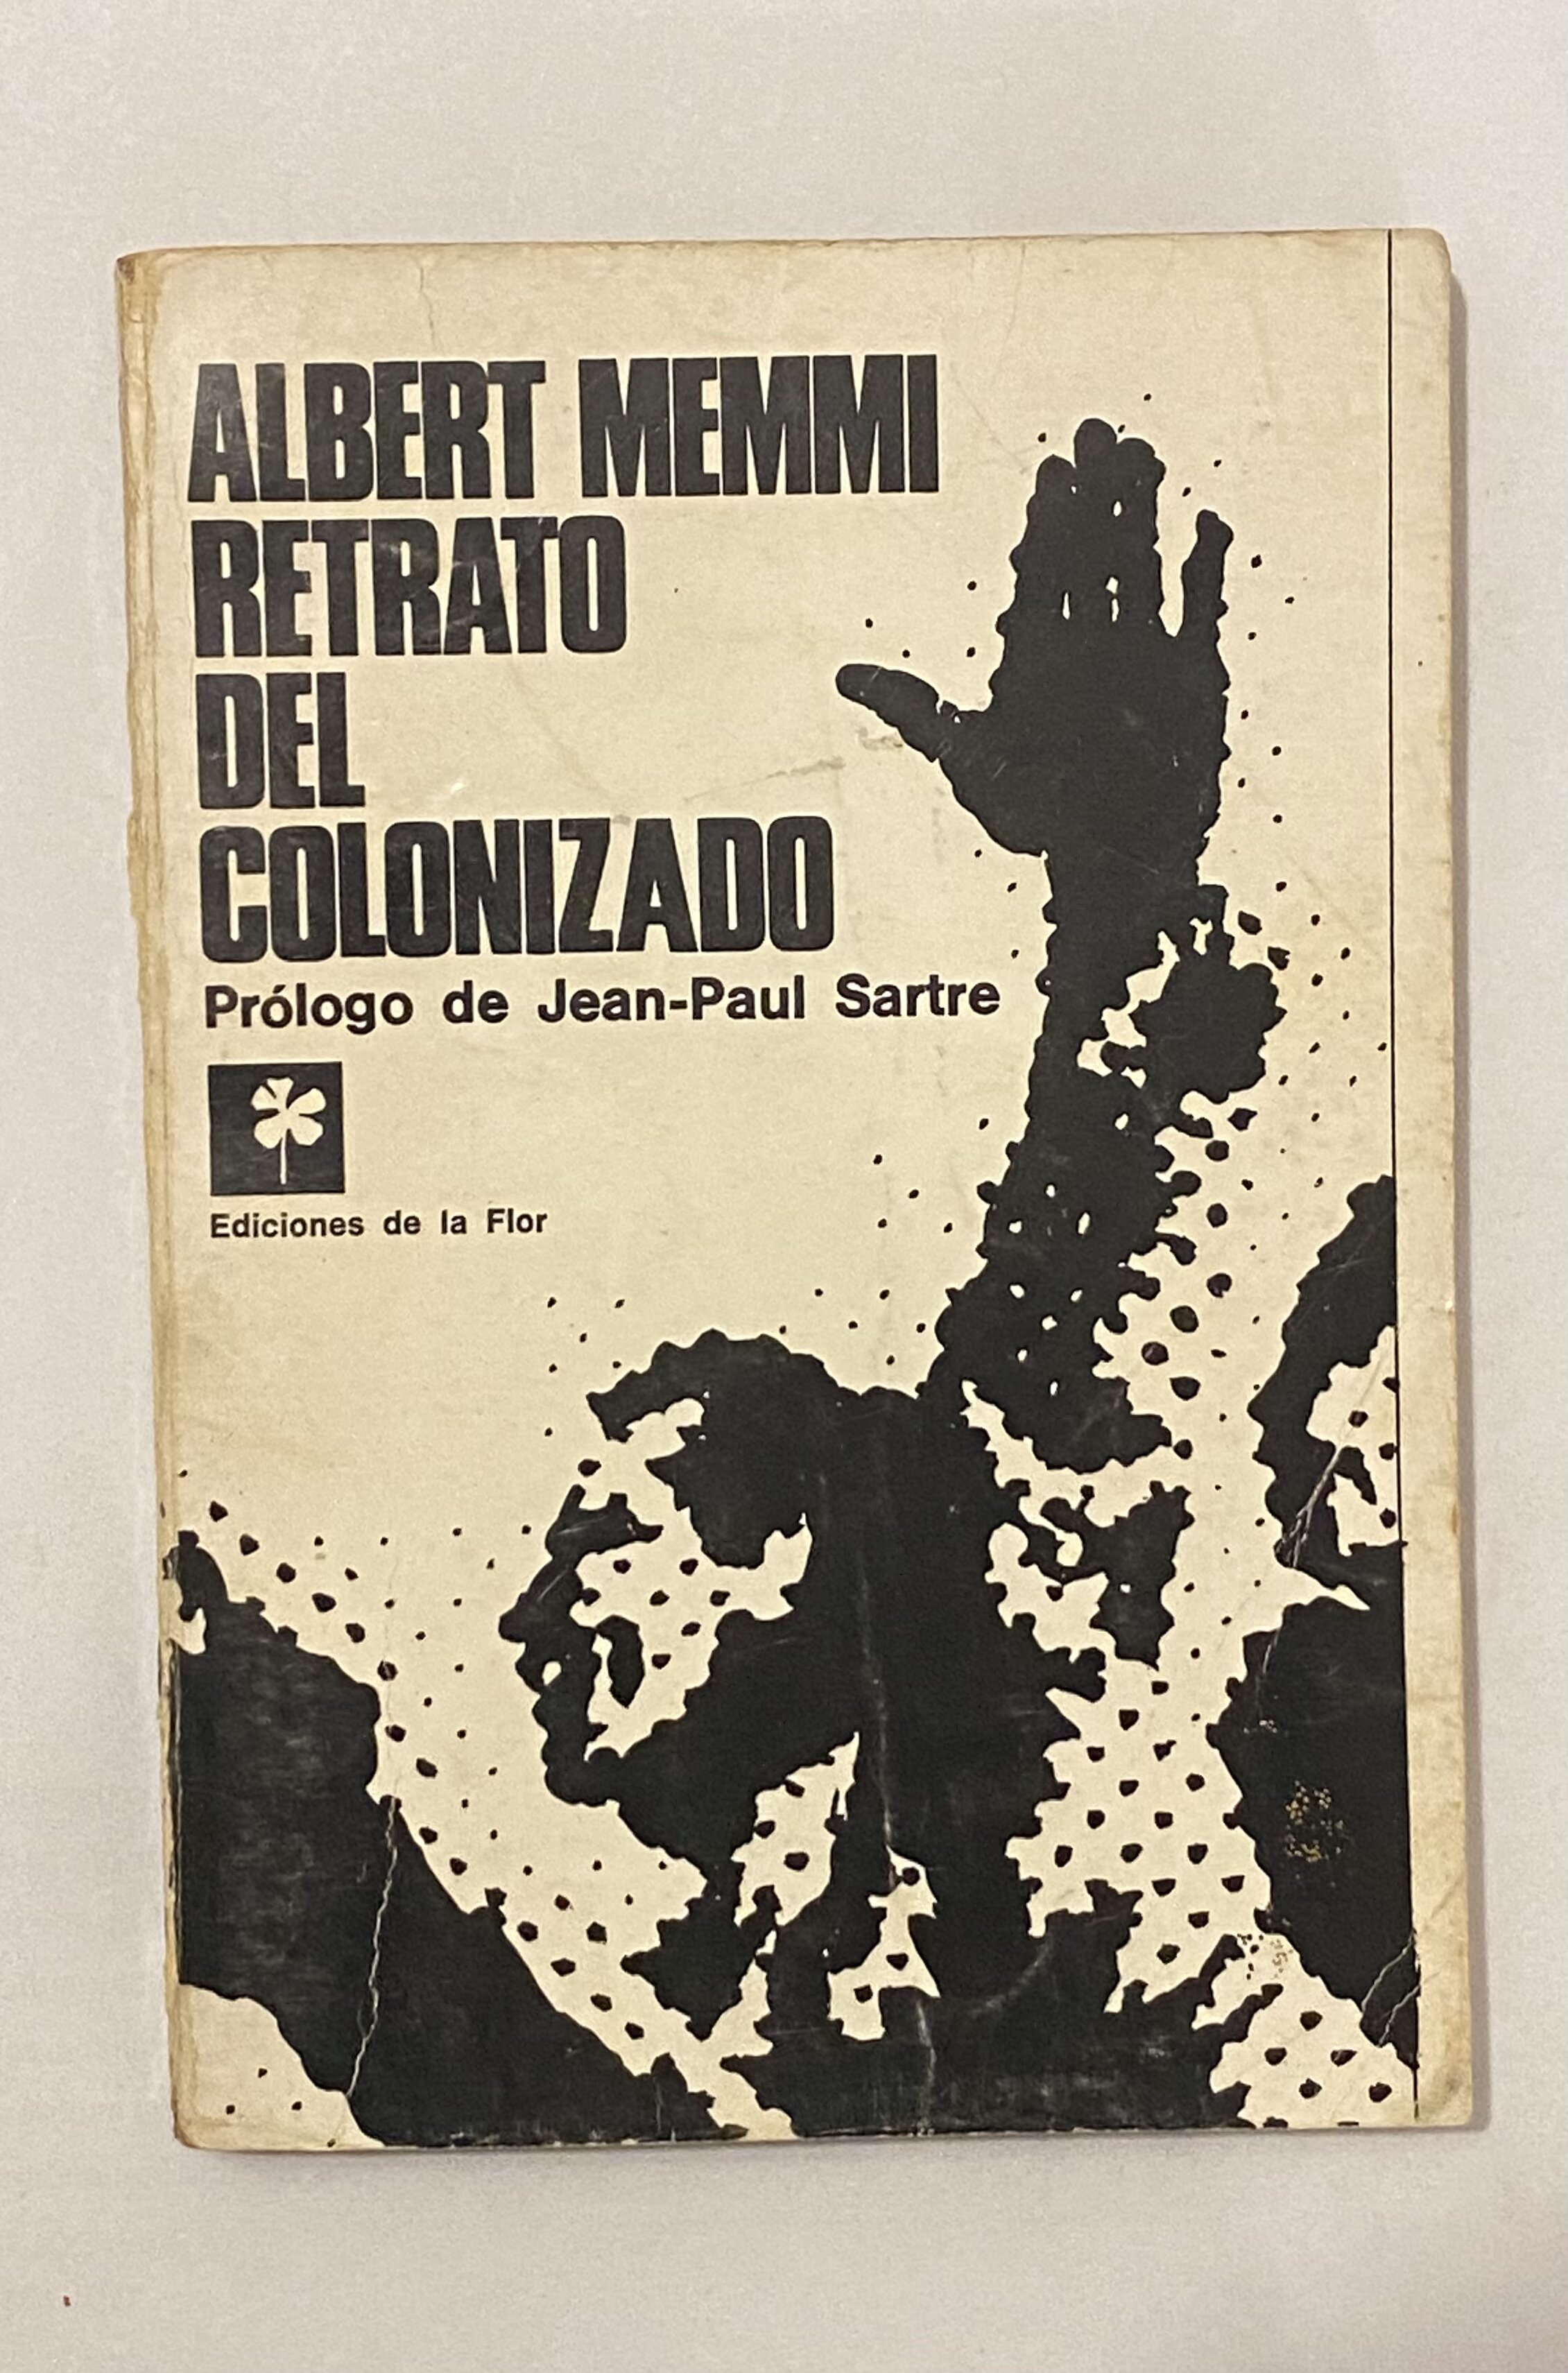 ALBERT MEMMI
RETRATO
DEL
COLONIZADO
Prólogo de Jean-Paul Sartre
Ediciones de la Flor